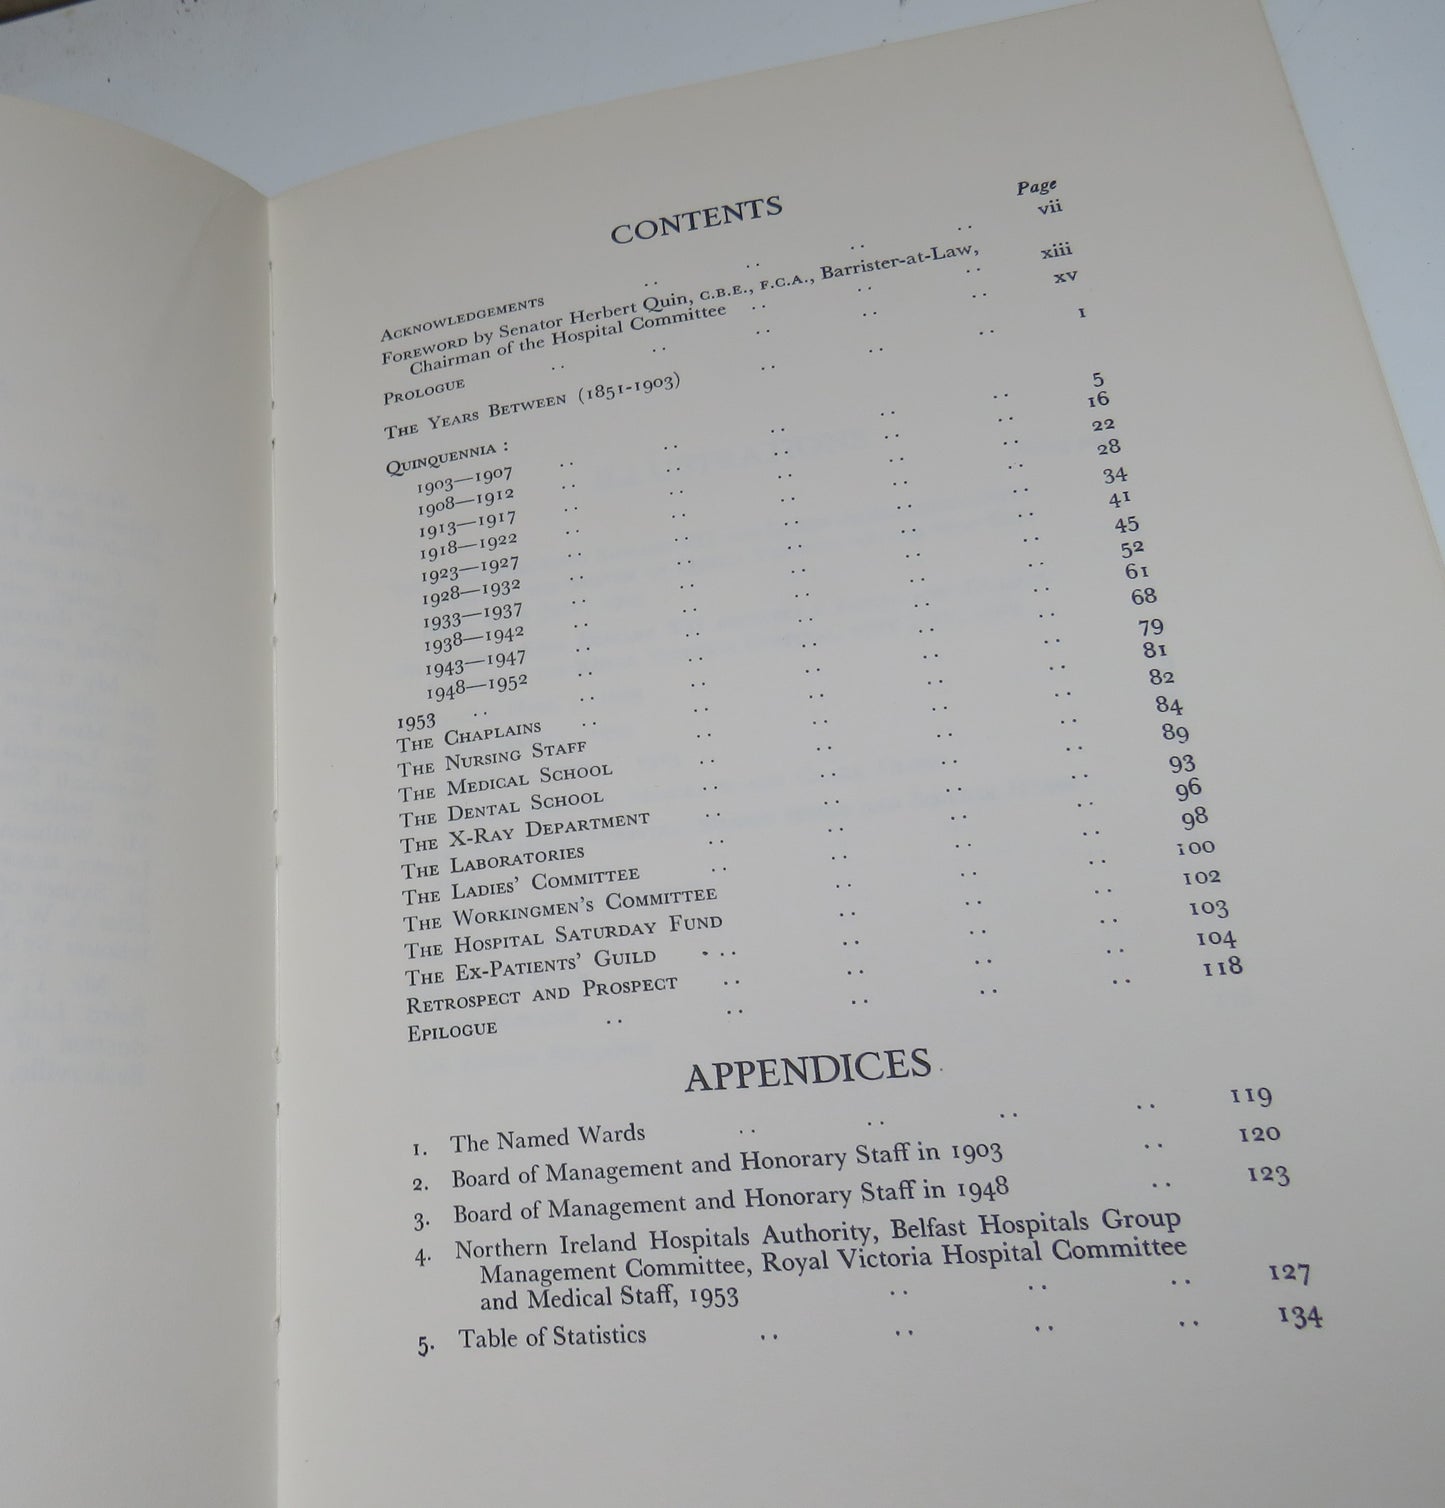 CONTENTS
Page
ACKNOWLEDGEMENTS .. .. .. .. vii
FOREWORD by Senator Herbert Quin, C.B.E., F.C.A., Barrister-at-Law,
Chairman of the Hospital Committee .. .. .. xiii
PROLOGUE .. .. .. .. .. xv
THE YEARS BETWEEN (1851-1903) .. .. .. 1
QUINQUENNIA :
1903—1907 .. .. .. .. .. 5
1908—1912 .. .. .. .. .. 16
1913—1917 .. .. .. .. .. 22
1918—1922 .. .. .. .. .. 28
1923—1927 .. .. .. .. .. 34
1928—1932 .. .. .. .. .. 41
1933—1937 .. .. .. .. .. 45
1938—1942 .. .. .. .. .. 52
1943—1947 .. .. .. .. .. 61
1948—1952 .. .. .. .. .. 68
1953 .. .. .. .. .. .. 79
THE CHAPLAINS .. .. .. .. .. 81
THE NURSING STAFF .. .. .. .. 82
THE MEDICAL SCHOOL .. .. .. .. 84
THE DENTAL SCHOOL .. .. .. .. 89
THE X-RAY DEPARTMENT .. .. .. .. 93
THE LABORATORIES .. .. .. .. 96
THE LADIES' COMMITTEE .. .. .. .. 98
THE WORKINGMEN'S COMMITTEE .. .. .. 100
THE HOSPITAL SATURDAY FUND .. .. .. 102
THE EX-PATIENTS' GUILD .. .. .. .. 103
RETROSPECT AND PROSPECT .. .. .. .. 104
EPILOGUE .. .. .. .. .. 118
APPENDICES
1. The Named Wards .. .. .. .. 119
2. Board of Management and Honorary Staff in 1903 .. 120
3. Board of Management and Honorary Staff in 1948 .. 123
4. Northern Ireland Hospitals Authority, Belfast Hospitals Group
Management Committee, Royal Victoria Hospital Committee
and Medical Staff, 1953 .. .. .. 127
5. Table of Statistics .. .. .. .. 134